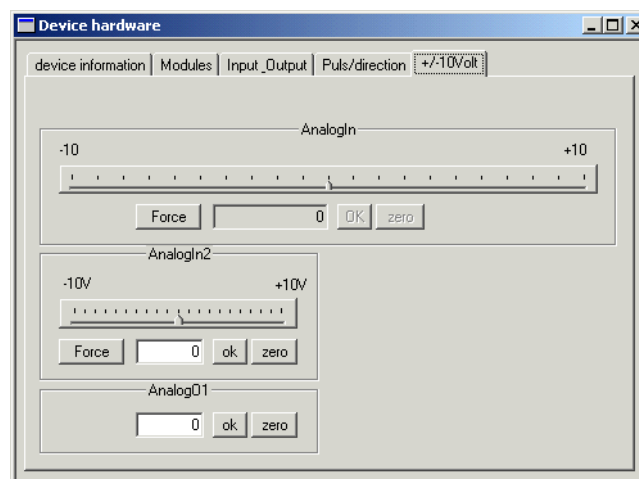 Device hardware
device information Modules Input_Output Puls/direction +/-10Volt
AnalogIn
-10 +10
Force 0 OK zero
AnalogIn2
-10V +10V
Force 0 ok zero
AnalogO1
0 ok zero